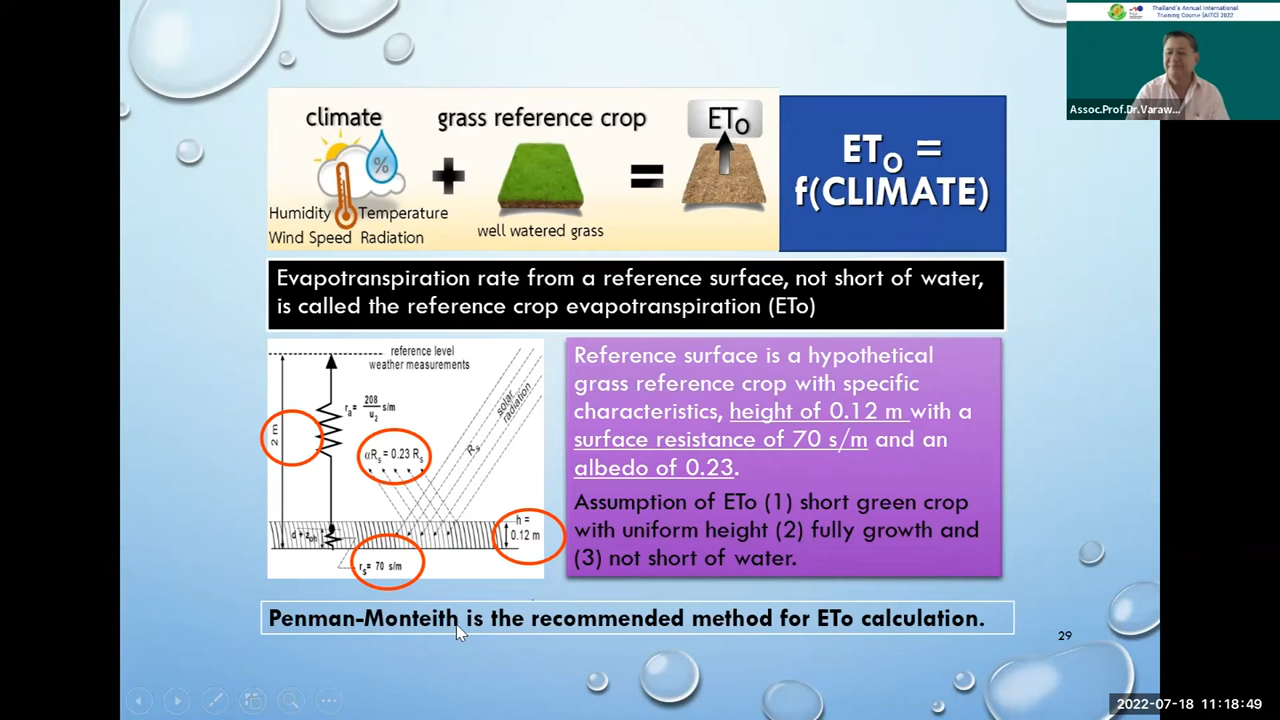 Thailand's Annual International
Training Course (AITC) 2022
Assoc.Prof.Dr.Varaw...
climate
grass reference crop
ETo
%
Humidity Temperature
Wind Speed Radiation
well watered grass
ETO =
f(CLIMATE)
Evapotranspiration rate from a reference surface, not short of water,
is called the reference crop evapotranspiration (ETo)
reference level
weather measurements
2 m
ra = 208/u2 s/m
solar
radiation
Rs
αRs = 0.23 Rs
d + zoh
h =
0.12 m
rs= 70 s/m
Reference surface is a hypothetical
grass reference crop with specific
characteristics, height of 0.12 m with a
surface resistance of 70 s/m and an
albedo of 0.23.
Assumption of ETo (1) short green crop
with uniform height (2) fully growth and
(3) not short of water.
Penman-Monteith is the recommended method for ETo calculation.
29
2022-07-18 11:18:49